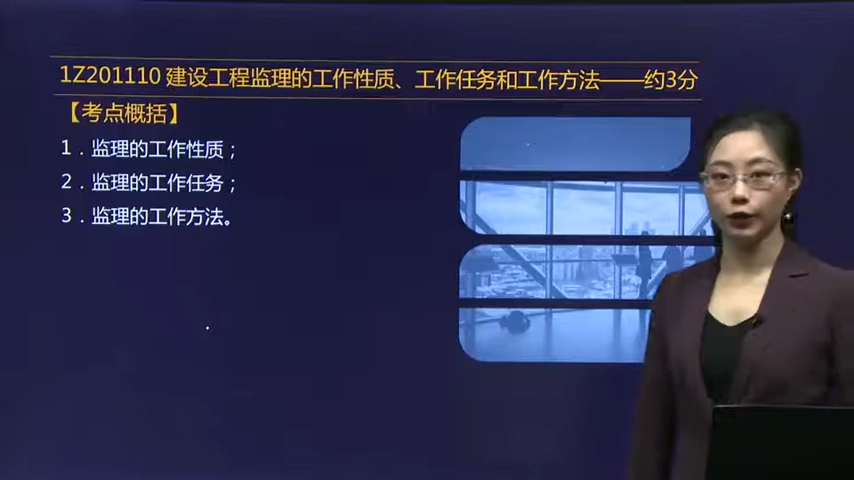 1Z201110 建设工程监理的工作性质、工作任务和工作方法——约3分
【考点概括】
1．监理的工作性质；
2．监理的工作任务；
3．监理的工作方法。